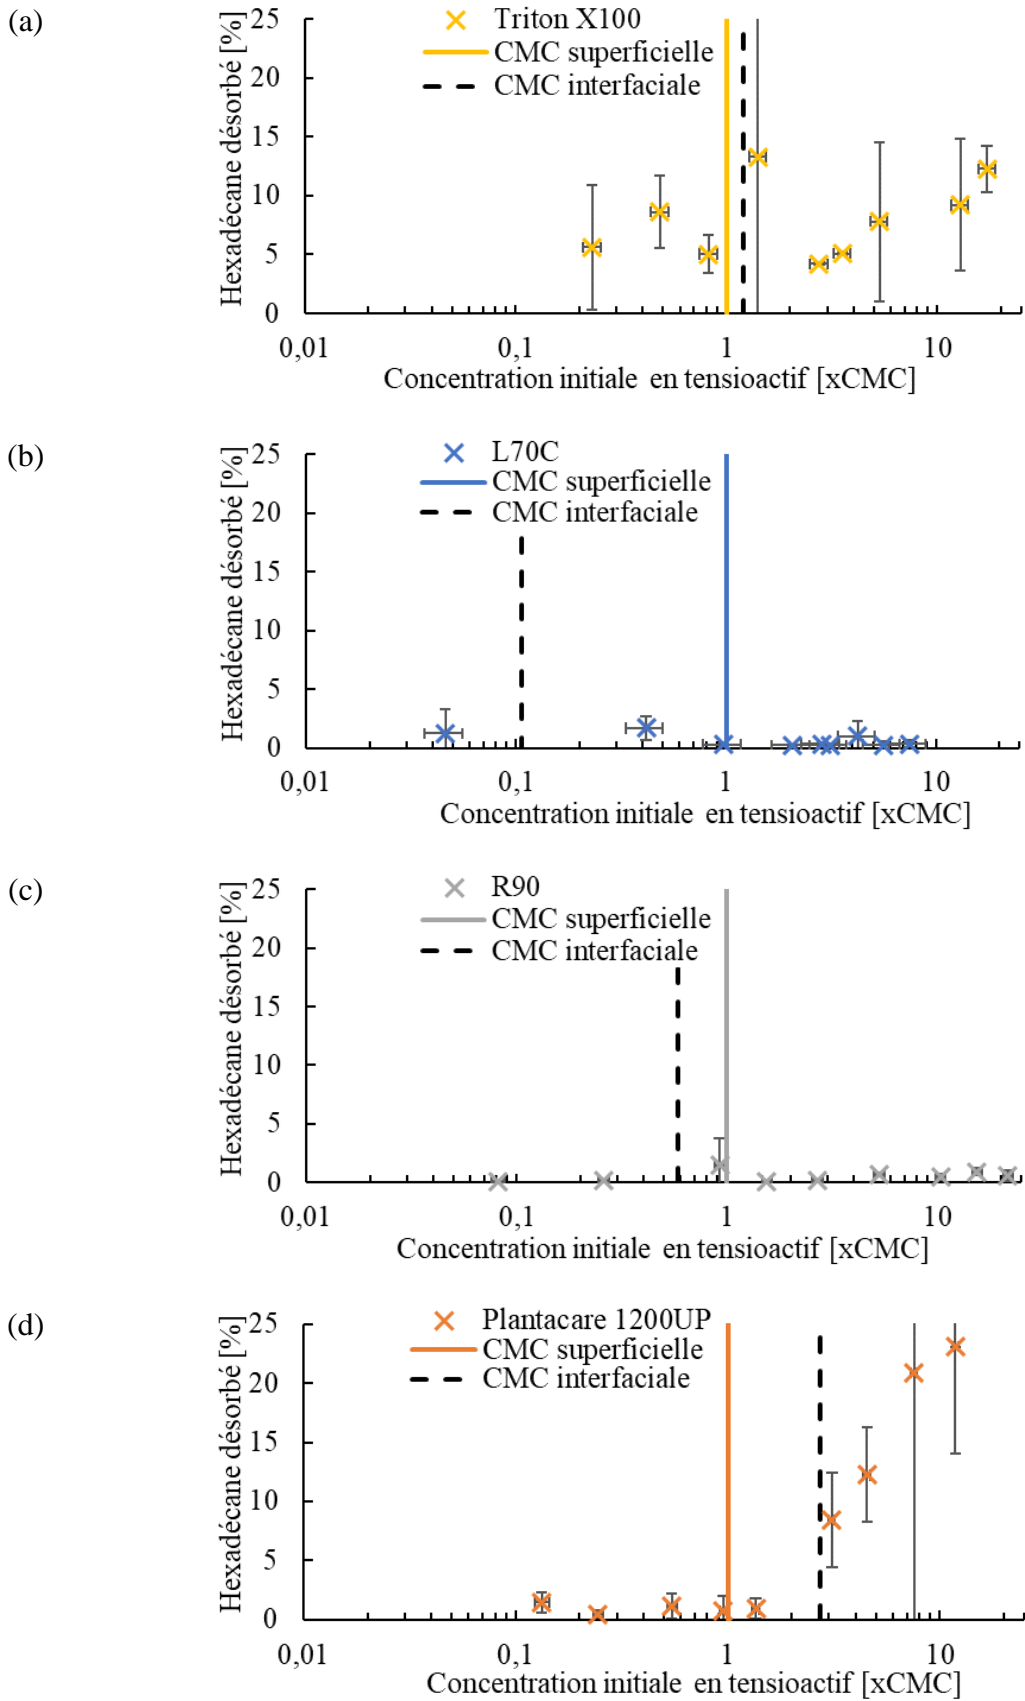 (a)
Triton X100
CMC superficielle
CMC interfaciale
Hexadécane désorbé [%]
25
20
15
10
5
0
0,01 0,1 1 10
Concentration initiale en tensioactif [xCMC]
(b)
L70C
CMC superficielle
CMC interfaciale
Hexadécane désorbé [%]
25
20
15
10
5
0
0,01 0,1 1 10
Concentration initiale en tensioactif [xCMC]
(c)
R90
CMC superficielle
CMC interfaciale
Hexadécane désorbé [%]
25
20
15
10
5
0
0,01 0,1 1 10
Concentration initiale en tensioactif [xCMC]
(d)
Plantacare 1200UP
CMC superficielle
CMC interfaciale
Hexadécane désorbé [%]
25
20
15
10
5
0
0,01 0,1 1 10
Concentration initiale en tensioactif [xCMC]